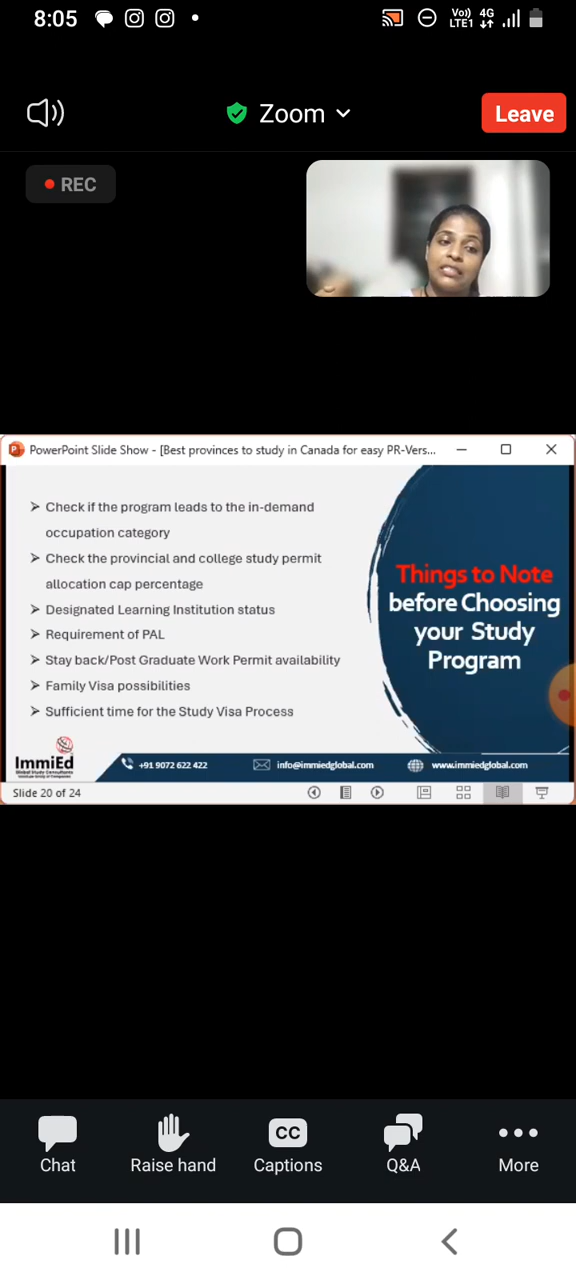 8:05
Vo))
LTE1
4G
Zoom
Leave
REC
PowerPoint Slide Show - [Best provinces to study in Canada for easy PR-Vers...
Check if the program leads to the in-demand
occupation category
Check the provincial and college study permit
allocation cap percentage
Designated Learning Institution status
Requirement of PAL
Stay back/Post Graduate Work Permit availability
Family Visa possibilities
Sufficient time for the Study Visa Process
Things to Note
before Choosing
your Study
Program
ImmiEd
Global Study Consultants
+91 9072 622 422
info@immiedglobal.com
www.immiedglobal.com
Slide 20 of 24
Chat
Raise hand
CC
Captions
Q&A
More